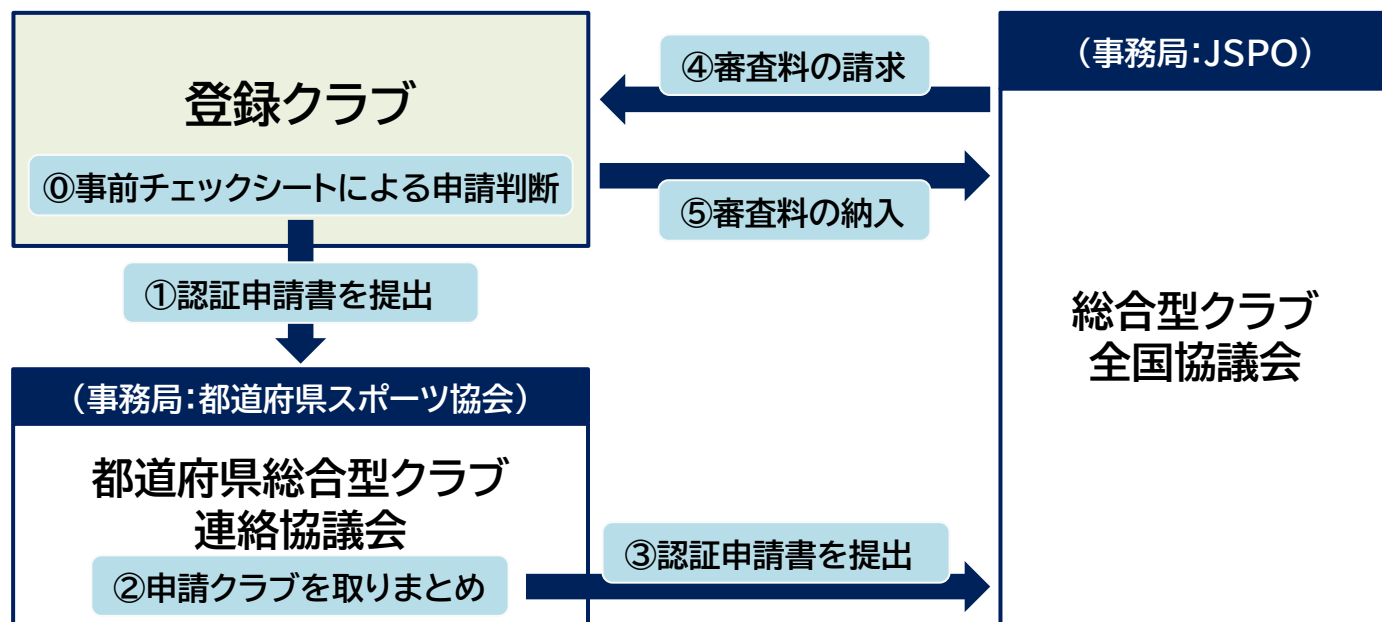 登録クラブ
⓪事前チェックシートによる申請判断
①認証申請書を提出
（事務局：都道府県スポーツ協会）
都道府県総合型クラブ
連絡協議会
②申請クラブを取りまとめ
③認証申請書を提出
④審査料の請求
⑤審査料の納入
（事務局：JSPO）
総合型クラブ
全国協議会